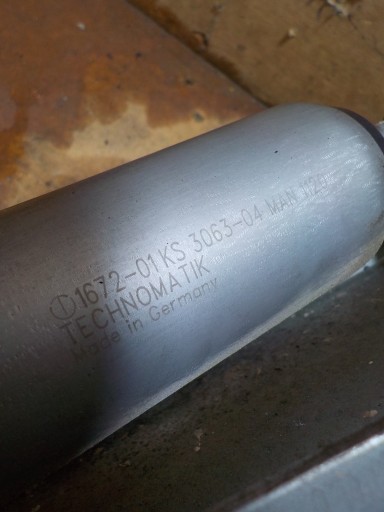 1672-01 KS 3063-04 MAN
TECHNOMATIK
Made in Germany